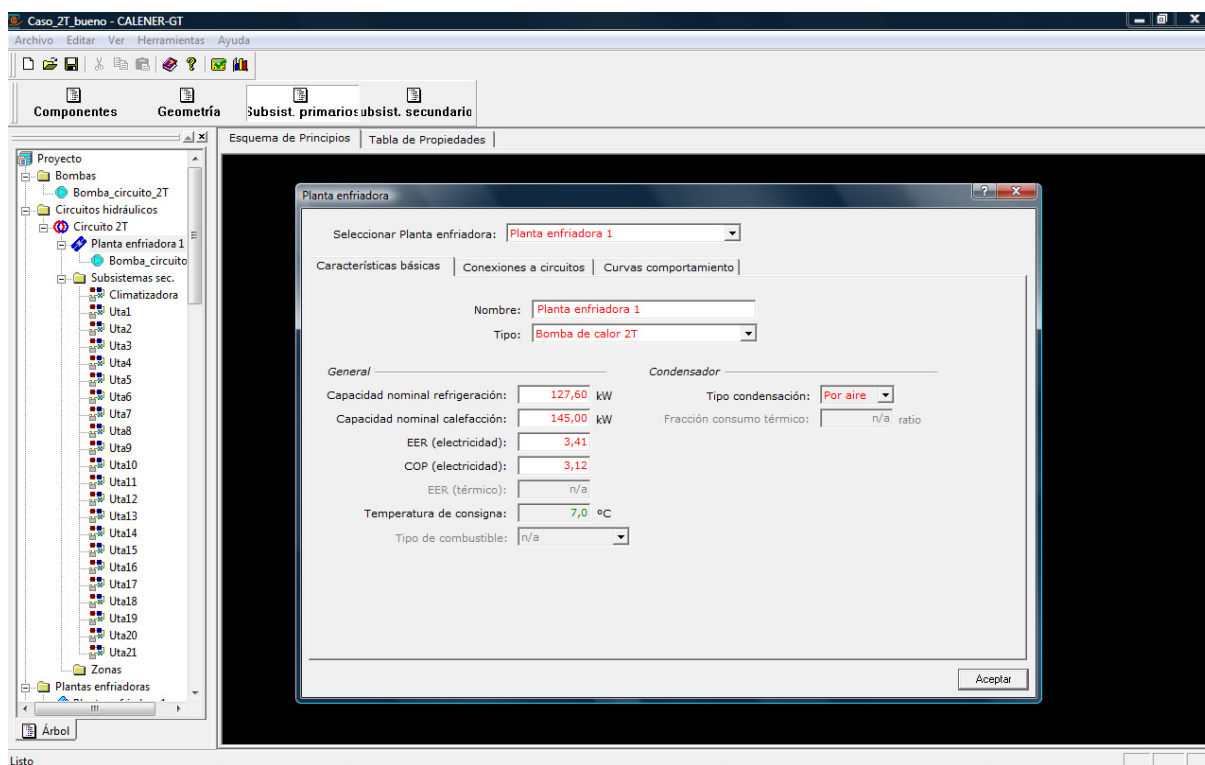 Caso_2T_bueno - CALENER-GT
Archivo Editar Ver Herramientas Ayuda
Componentes Geometría Subsist. primarios ubsist. secundario
Esquema de Principios Tabla de Propiedades
Proyecto
Bombas
Bomba_circuito_2T
Circuitos hidráulicos
Circuito 2T
Planta enfriadora 1
Bomba_circuito
Subsistemas sec.
Climatizadora
Uta1
Uta2
Uta3
Uta4
Uta5
Uta6
Uta7
Uta8
Uta9
Uta10
Uta11
Uta12
Uta13
Uta14
Uta15
Uta16
Uta17
Uta18
Uta19
Uta20
Uta21
Zonas
Plantas enfriadoras
Árbol
Planta enfriadora
Seleccionar Planta enfriadora: Planta enfriadora 1
Características básicas Conexiones a circuitos Curvas comportamiento
Nombre: Planta enfriadora 1
Tipo: Bomba de calor 2T
General
Capacidad nominal refrigeración: 127,60 kW
Capacidad nominal calefacción: 145,00 kW
EER (electricidad): 3,41
COP (electricidad): 3,12
EER (térmico): n/a
Temperatura de consigna: 7,0 ºC
Tipo de combustible: n/a
Condensador
Tipo condensación: Por aire
Fracción consumo térmico: n/a ratio
Aceptar
Listo